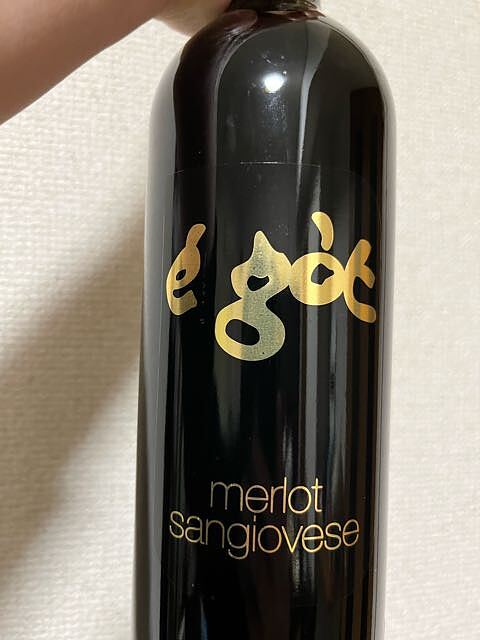 é gòt
merlot
sangiovese